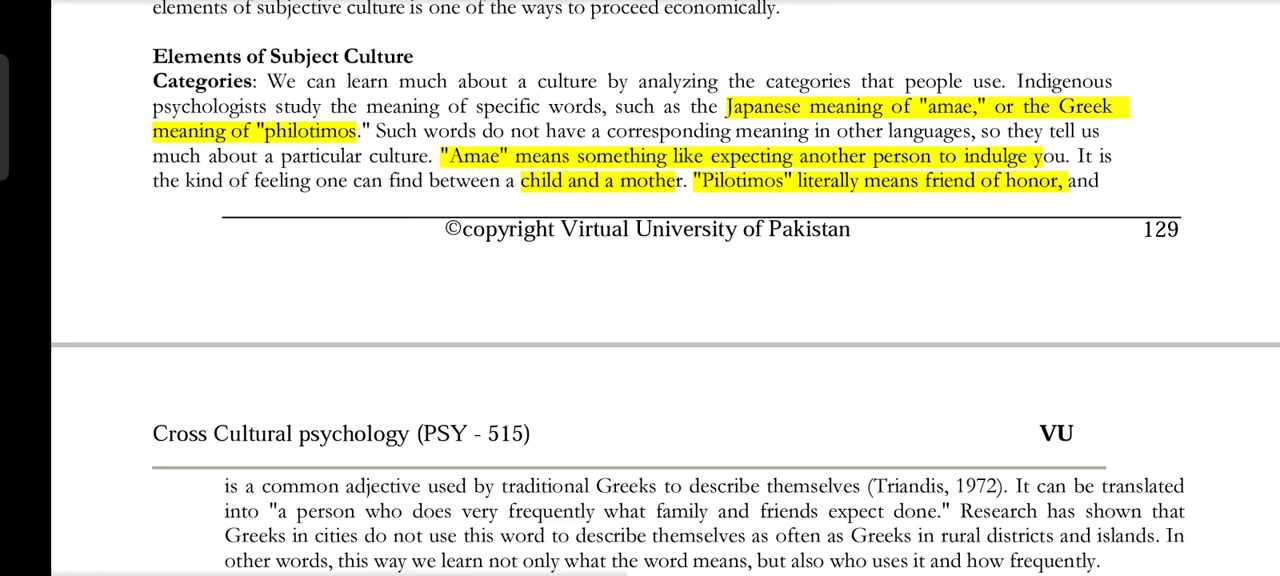 elements of subjective culture is one of the ways to proceed economically.
Elements of Subject Culture
Categories: We can learn much about a culture by analyzing the categories that people use. Indigenous
psychologists study the meaning of specific words, such as the Japanese meaning of "amae," or the Greek
meaning of "philotimos." Such words do not have a corresponding meaning in other languages, so they tell us
much about a particular culture. "Amae" means something like expecting another person to indulge you. It is
the kind of feeling one can find between a child and a mother. "Pilotimos" literally means friend of honor, and
©copyright Virtual University of Pakistan 129
Cross Cultural psychology (PSY - 515) VU
is a common adjective used by traditional Greeks to describe themselves (Triandis, 1972). It can be translated
into "a person who does very frequently what family and friends expect done." Research has shown that
Greeks in cities do not use this word to describe themselves as often as Greeks in rural districts and islands. In
other words, this way we learn not only what the word means, but also who uses it and how frequently.